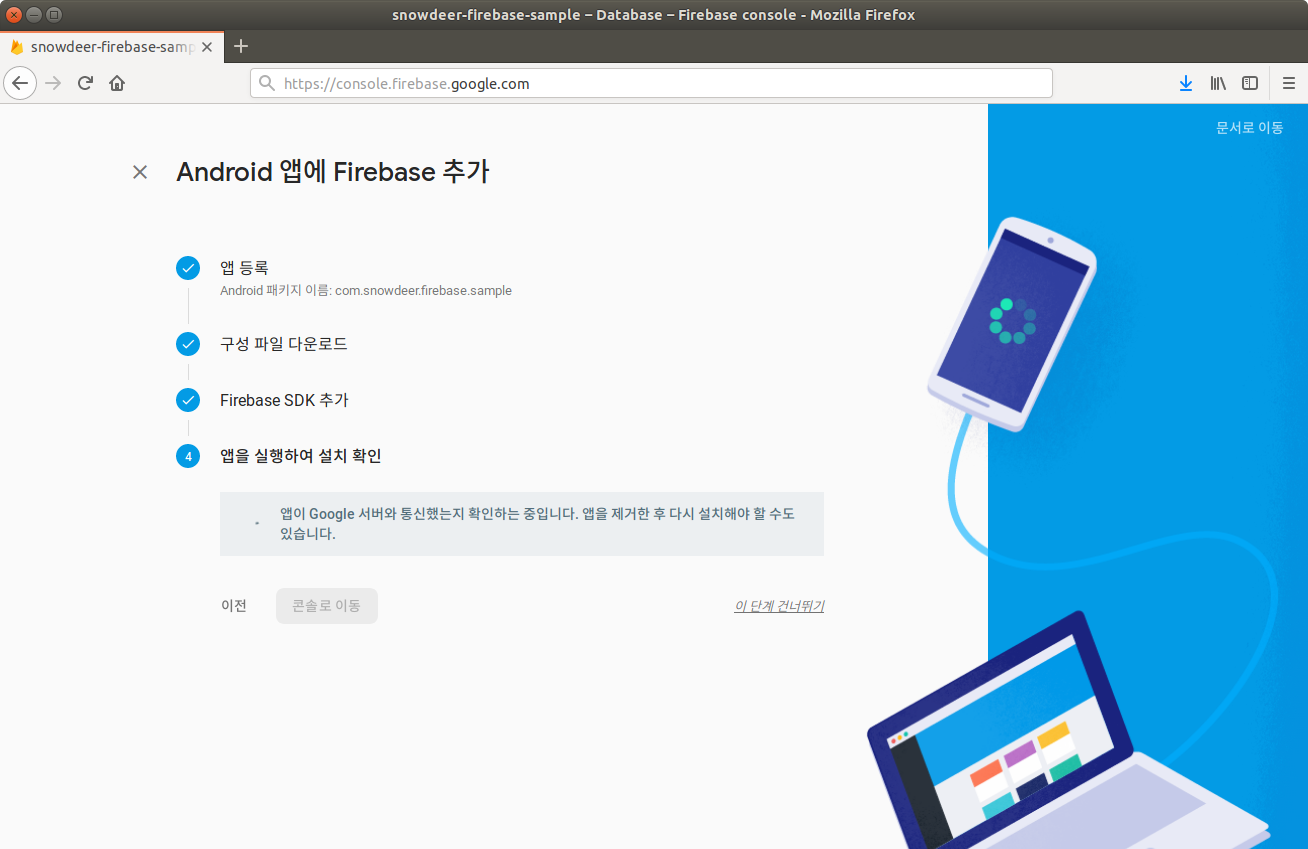 snowdeer-firebase-sample – Database – Firebase console - Mozilla Firefox
snowdeer-firebase-samp
https://console.firebase.google.com
문서로 이동
Android 앱에 Firebase 추가
앱 등록
Android 패키지 이름: com.snowdeer.firebase.sample
구성 파일 다운로드
Firebase SDK 추가
4 앱을 실행하여 설치 확인
앱이 Google 서버와 통신했는지 확인하는 중입니다. 앱을 제거한 후 다시 설치해야 할 수도
있습니다.
이전 콘솔로 이동 이 단계 건너뛰기